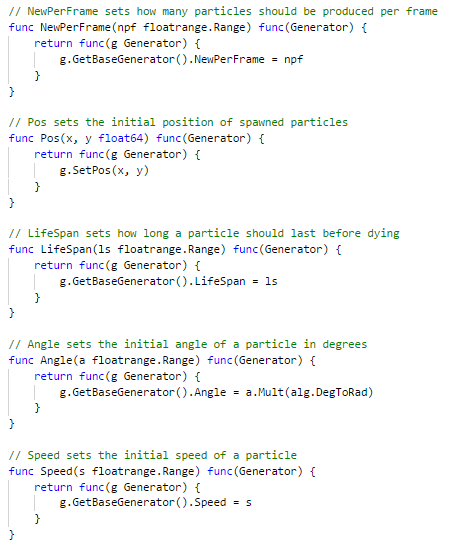 // NewPerFrame sets how many particles should be produced per frame
func NewPerFrame(npf floatrange.Range) func(Generator) {
    return func(g Generator) {
        g.GetBaseGenerator().NewPerFrame = npf
    }
}

// Pos sets the initial position of spawned particles
func Pos(x, y float64) func(Generator) {
    return func(g Generator) {
        g.SetPos(x, y)
    }
}

// LifeSpan sets how long a particle should last before dying
func LifeSpan(ls floatrange.Range) func(Generator) {
    return func(g Generator) {
        g.GetBaseGenerator().LifeSpan = ls
    }
}

// Angle sets the initial angle of a particle in degrees
func Angle(a floatrange.Range) func(Generator) {
    return func(g Generator) {
        g.GetBaseGenerator().Angle = a.Mult(alg.DegToRad)
    }
}

// Speed sets the initial speed of a particle
func Speed(s floatrange.Range) func(Generator) {
    return func(g Generator) {
        g.GetBaseGenerator().Speed = s
    }
}